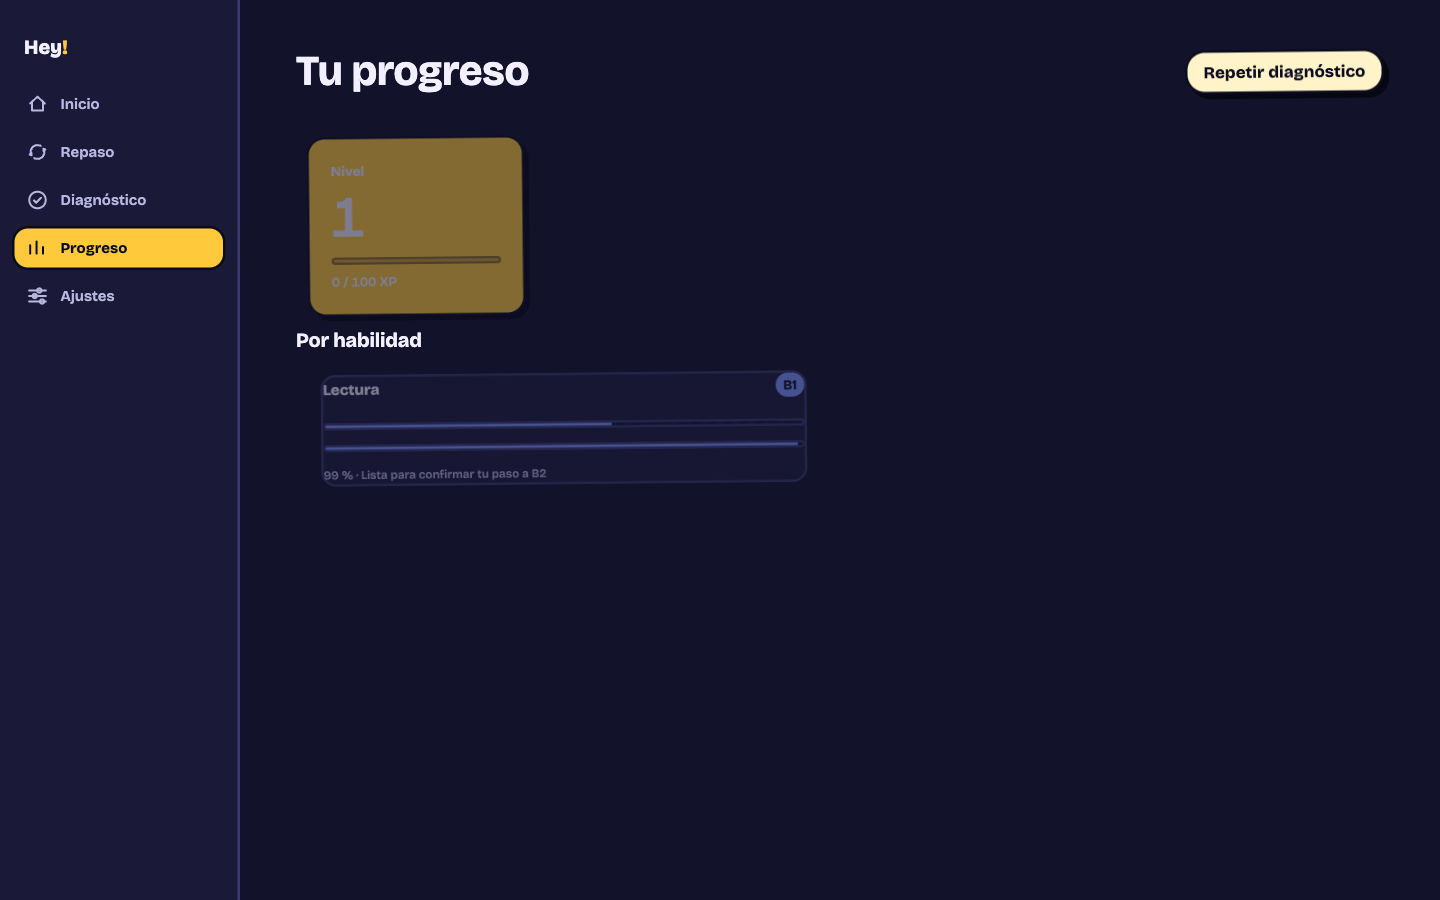 Hey!
Inicio
Repaso
Diagnóstico
Progreso
Ajustes
Tu progreso
Repetir diagnóstico
Nivel
1
0 / 100 XP
Por habilidad
Lectura
B1
99 % · Lista para confirmar tu paso a B2